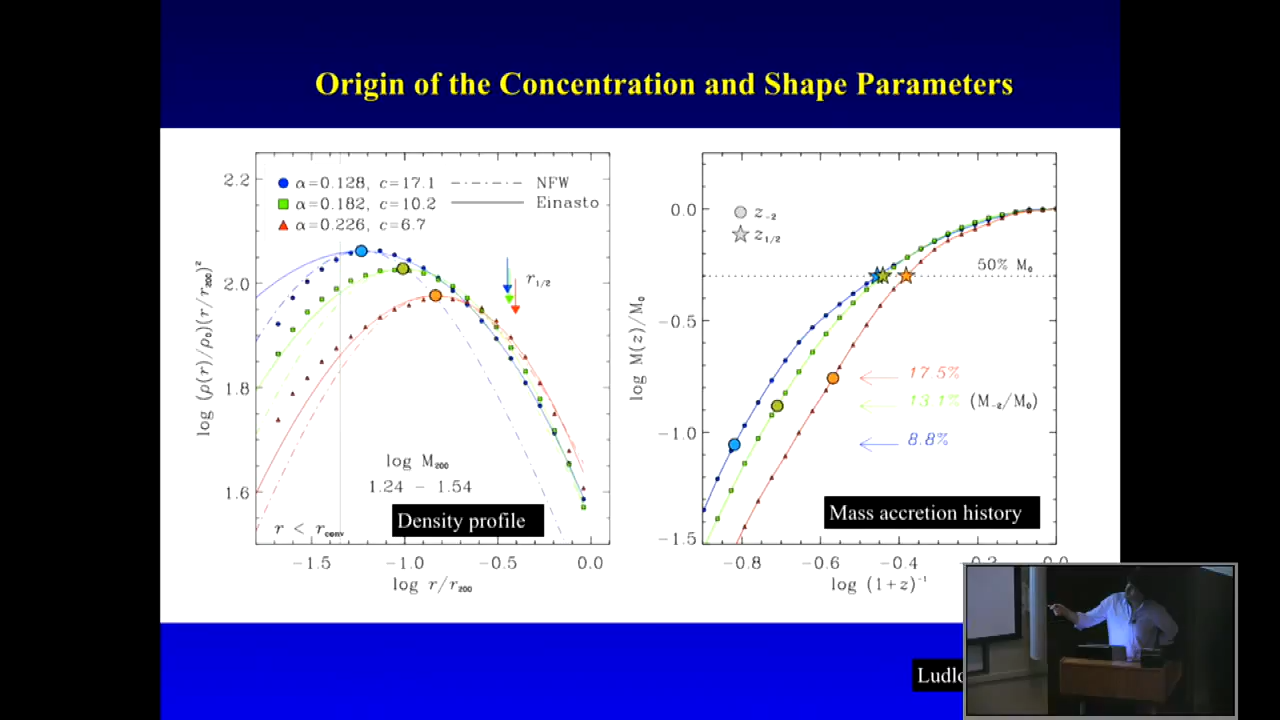 Origin of the Concentration and Shape Parameters
α=0.128, c=17.1
α=0.182, c=10.2
α=0.226, c=6.7
NFW
Einasto
r₁/₂
log M₂₀₀
1.24 − 1.54
r < r_conv
Density profile
2.2
2.0
1.8
1.6
log (ρ(r)/ρ₀)(r/r₂₀₀)²
−1.5 −1.0 −0.5 0.0
log r/r₂₀₀
z₋₂
z₁/₂
50% M₀
17.5%
13.1% (M₋₂/M₀)
8.8%
Mass accretion history
0.0
−0.5
−1.0
−1.5
log M(z)/M₀
−0.8 −0.6 −0.4
log (1+z)⁻¹